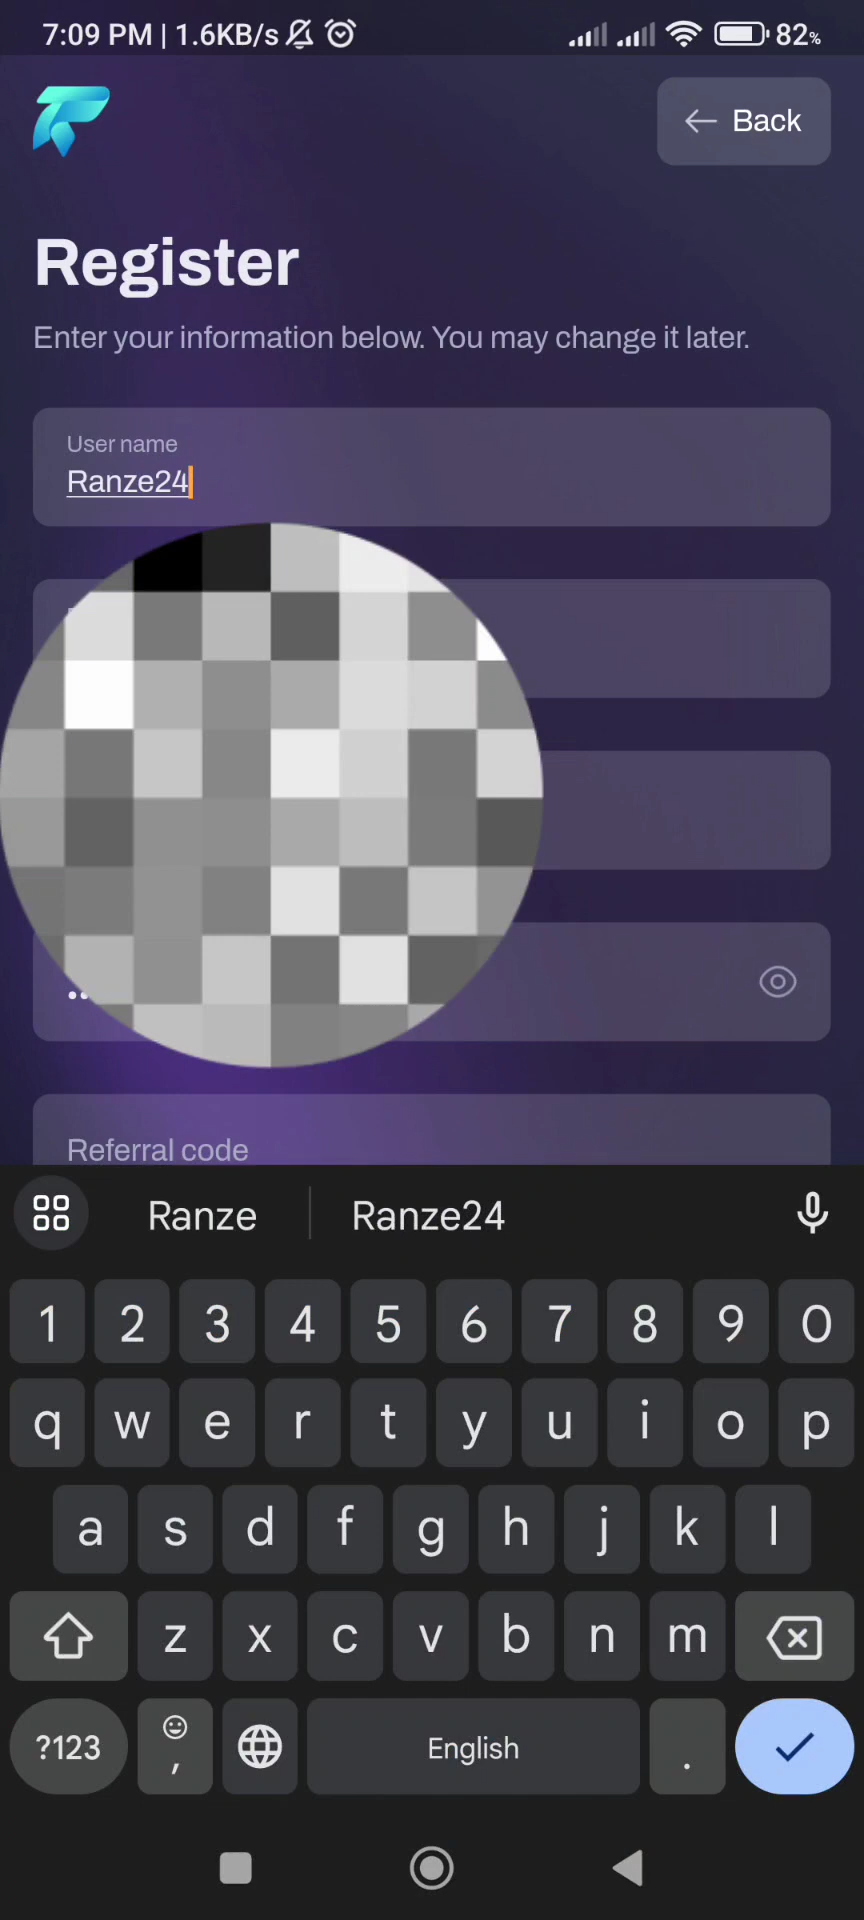 7:09 PM | 1.6KB/s 82%
Back
Register
Enter your information below. You may change it later.
User name
Ranze24
Referral code
Ranze Ranze24
1 2 3 4 5 6 7 8 9 0
q w e r t y u i o p
a s d f g h j k l
z x c v b n m
?123 , English .